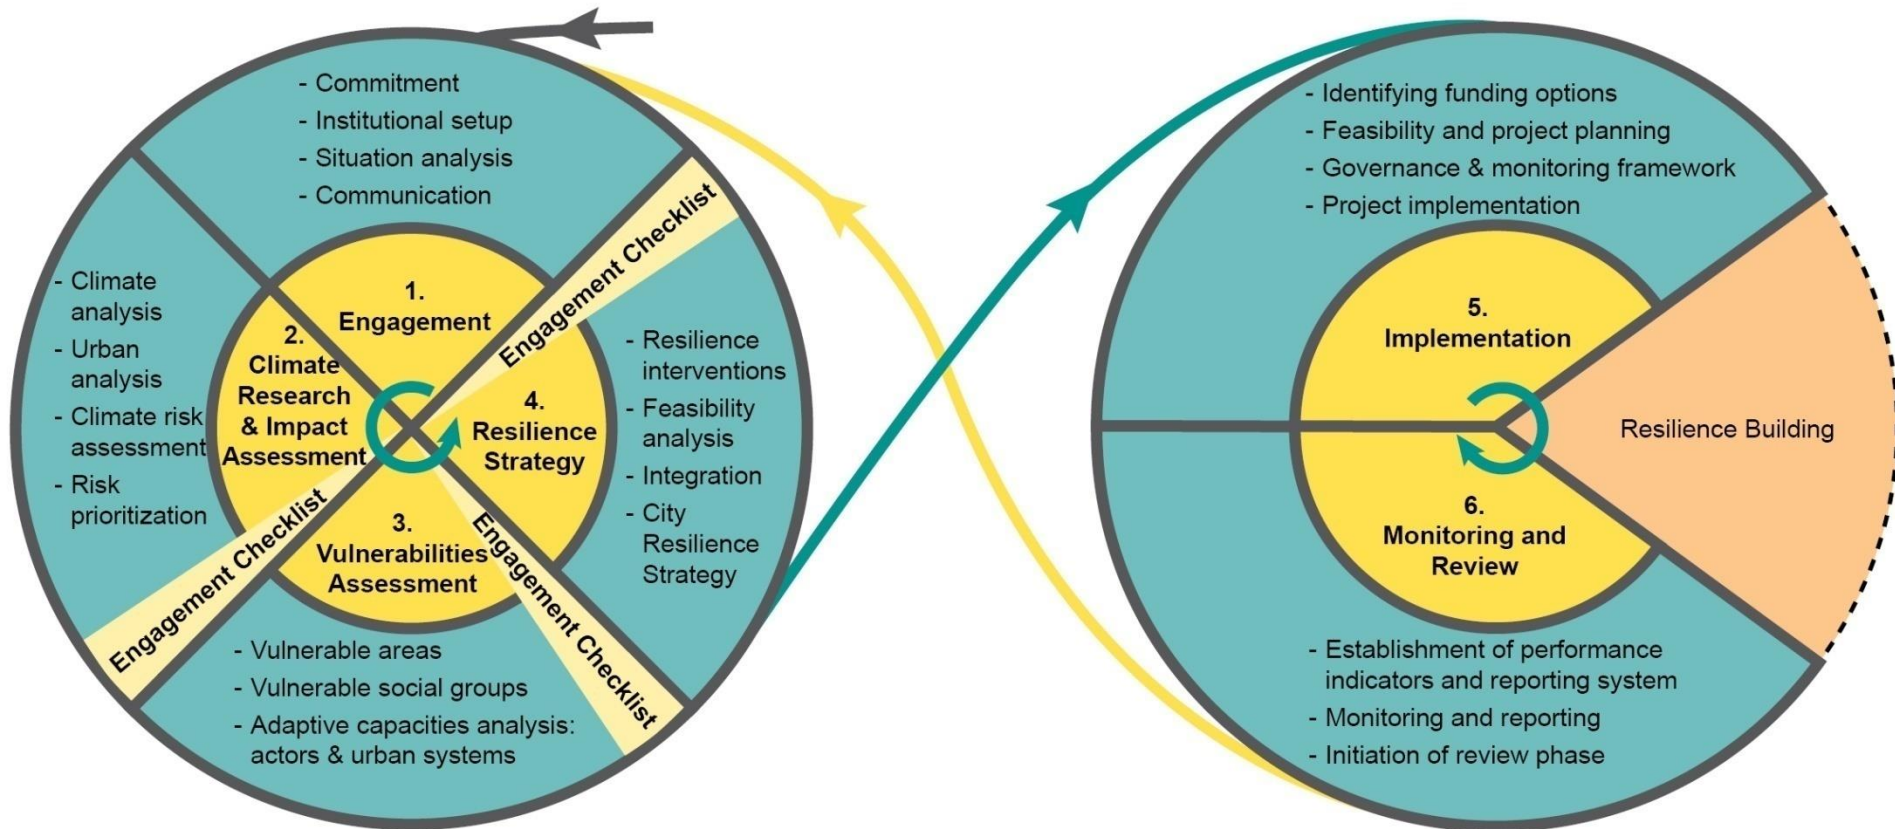 - Commitment
- Institutional setup
- Situation analysis
- Communication
1.
Engagement
Engagement Checklist
- Climate
analysis
- Urban
analysis
- Climate risk
assessment
- Risk
prioritization
2.
Climate
Research
& Impact
Assessment
Engagement Checklist
3.
Vulnerabilities
Assessment
- Vulnerable areas
- Vulnerable social groups
- Adaptive capacities analysis:
actors & urban systems
Engagement Checklist
4.
Resilience
Strategy
- Resilience
interventions
- Feasibility
analysis
- Integration
- City
Resilience
Strategy
- Identifying funding options
- Feasibility and project planning
- Governance & monitoring framework
- Project implementation
5.
Implementation
Resilience Building
6.
Monitoring and
Review
- Establishment of performance
indicators and reporting system
- Monitoring and reporting
- Initiation of review phase